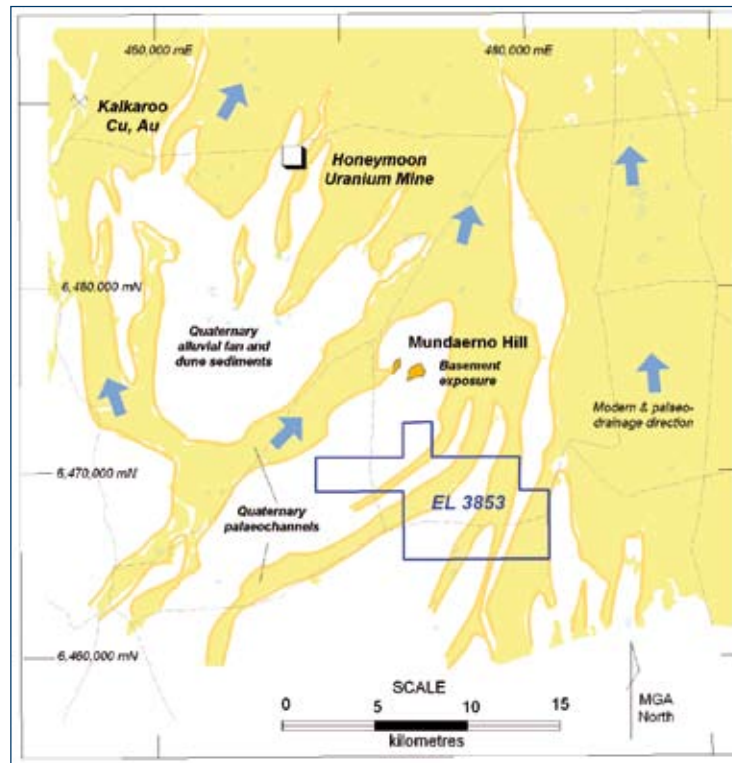 460,000 mE
480,000 mE
Kalkaroo
Cu, Au
Honeymoon
Uranium Mine
6,480,000 mN
Quaternary
alluvial fan and
dune sediments
Mundaerno Hill
Basement
exposure
Modern & palaeo-
drainage direction
6,470,000 mN
EL 3853
Quaternary
palaeochannels
6,460,000 mN
SCALE
0 5 10 15
kilometres
MGA
North